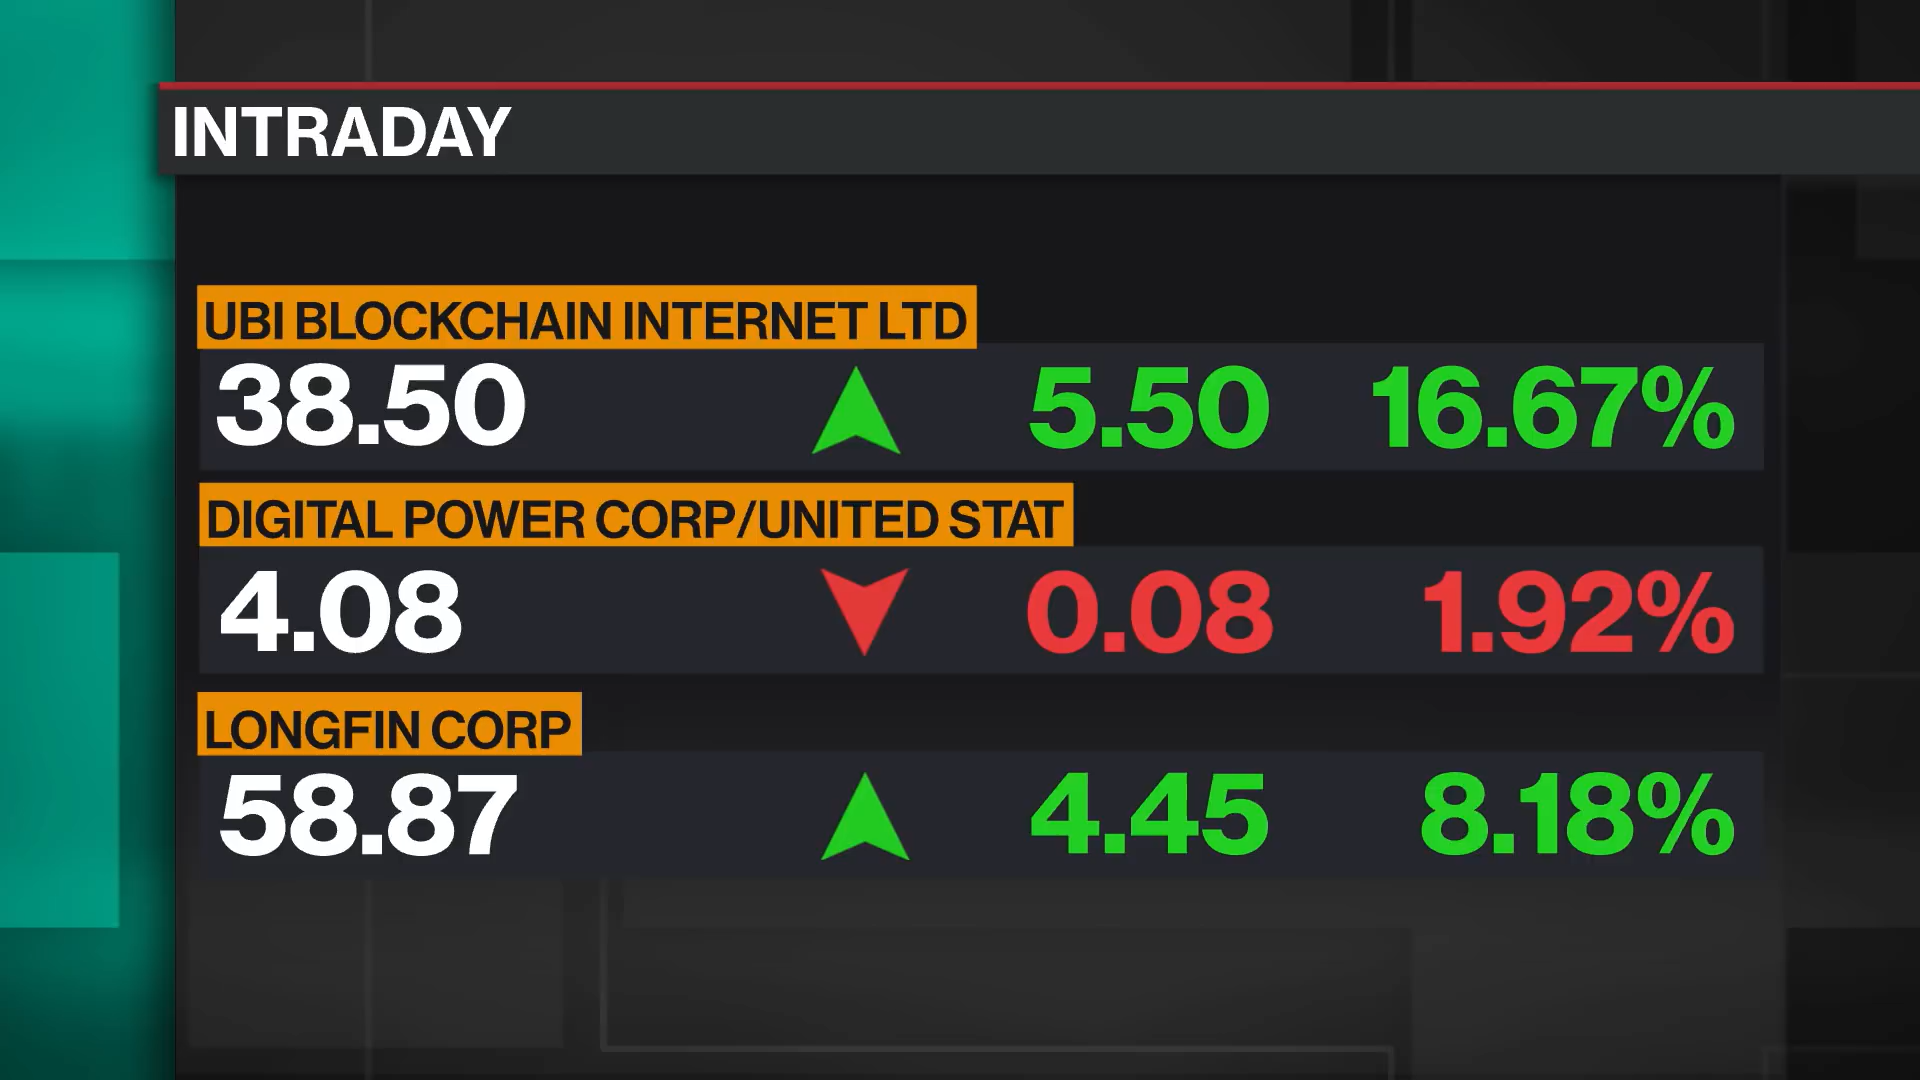 INTRADAY
UBI BLOCKCHAIN INTERNET LTD
38.50 5.50 16.67%
DIGITAL POWER CORP/UNITED STAT
4.08 0.08 1.92%
LONGFIN CORP
58.87 4.45 8.18%